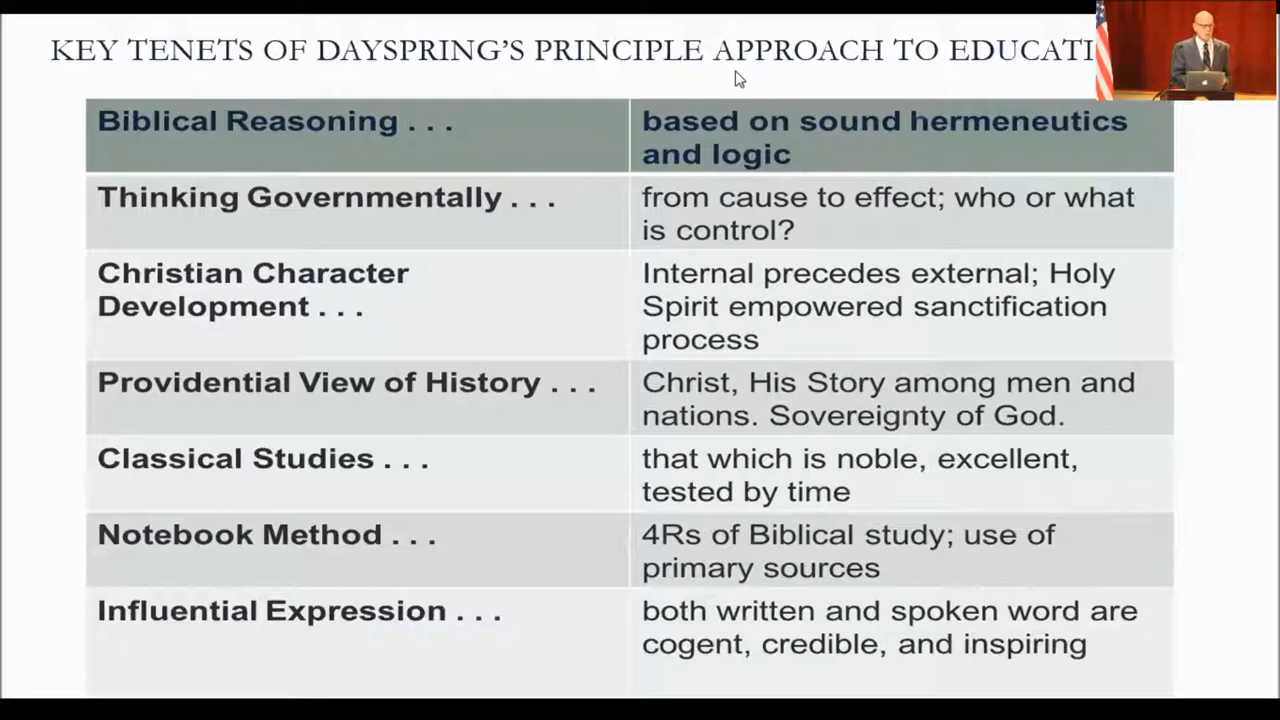 KEY TENETS OF DAYSPRING'S PRINCIPLE APPROACH TO EDUCATI
Biblical Reasoning . . .
based on sound hermeneutics
and logic
Thinking Governmentally . . .
from cause to effect; who or what
is control?
Christian Character
Development . . .
Internal precedes external; Holy
Spirit empowered sanctification
process
Providential View of History . . .
Christ, His Story among men and
nations. Sovereignty of God.
Classical Studies . . .
that which is noble, excellent,
tested by time
Notebook Method . . .
4Rs of Biblical study; use of
primary sources
Influential Expression . . .
both written and spoken word are
cogent, credible, and inspiring